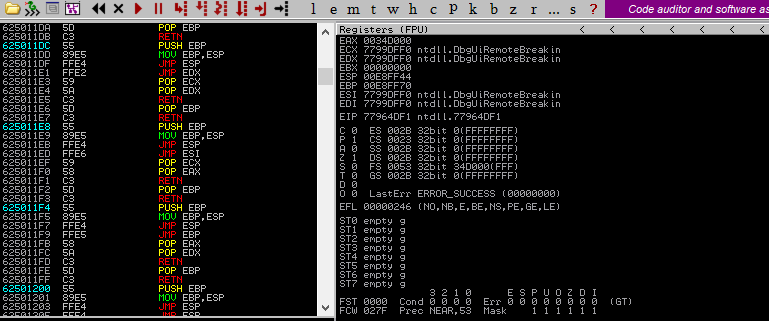 l e m t w h c p k b z r ... s ?
Code auditor and software as
625011DA 5D POP EBP
625011DB C3 RETN
625011DC 55 PUSH EBP
625011DD 89E5 MOV EBP,ESP
625011DF FFE4 JMP ESP
625011E1 FFE2 JMP EDX
625011E3 59 POP ECX
625011E4 5A POP EDX
625011E5 C3 RETN
625011E6 5D POP EBP
625011E7 C3 RETN
625011E8 55 PUSH EBP
625011E9 89E5 MOV EBP,ESP
625011EB FFE4 JMP ESP
625011ED FFE6 JMP ESI
625011EF 59 POP ECX
625011F0 58 POP EAX
625011F1 C3 RETN
625011F2 5D POP EBP
625011F3 C3 RETN
625011F4 55 PUSH EBP
625011F5 89E5 MOV EBP,ESP
625011F7 FFE4 JMP ESP
625011F9 FFE5 JMP EBP
625011FB 58 POP EAX
625011FC 5A POP EDX
625011FD C3 RETN
625011FE 5D POP EBP
625011FF C3 RETN
62501200 55 PUSH EBP
62501201 89E5 MOV EBP,ESP
62501203 FFE4 JMP ESP
Registers (FPU) < < < < < <
EAX 0034D000
ECX 7799DFF0 ntdll.DbgUiRemoteBreakin
EDX 7799DFF0 ntdll.DbgUiRemoteBreakin
EBX 00000000
ESP 00E8FF44
EBP 00E8FF70
ESI 7799DFF0 ntdll.DbgUiRemoteBreakin
EDI 7799DFF0 ntdll.DbgUiRemoteBreakin
EIP 77964DF1 ntdll.77964DF1
C 0 ES 002B 32bit 0(FFFFFFFF)
P 1 CS 0023 32bit 0(FFFFFFFF)
A 0 SS 002B 32bit 0(FFFFFFFF)
Z 1 DS 002B 32bit 0(FFFFFFFF)
S 0 FS 0053 32bit 34D000(FFF)
T 0 GS 002B 32bit 0(FFFFFFFF)
D 0
O 0 LastErr ERROR_SUCCESS (00000000)
EFL 00000246 (NO,NB,E,BE,NS,PE,GE,LE)
ST0 empty g
ST1 empty g
ST2 empty g
ST3 empty g
ST4 empty g
ST5 empty g
ST6 empty g
ST7 empty g
3 2 1 0 E S P U O Z D I
FST 0000 Cond 0 0 0 0 Err 0 0 0 0 0 0 0 0 (GT)
FCW 027F Prec NEAR,53 Mask 1 1 1 1 1 1